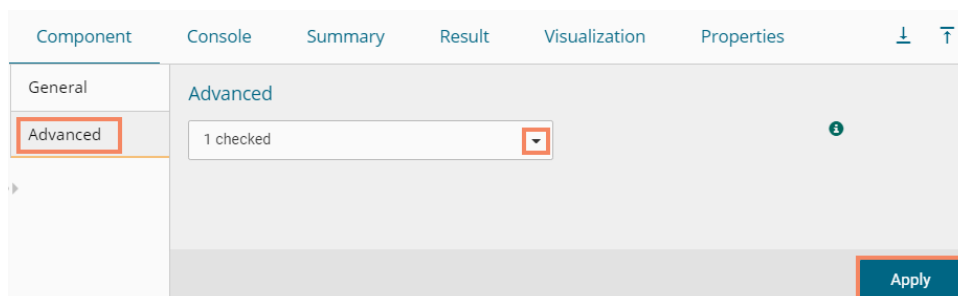 Component Console Summary Result Visualization Properties
General
Advanced
Advanced
1 checked
Apply